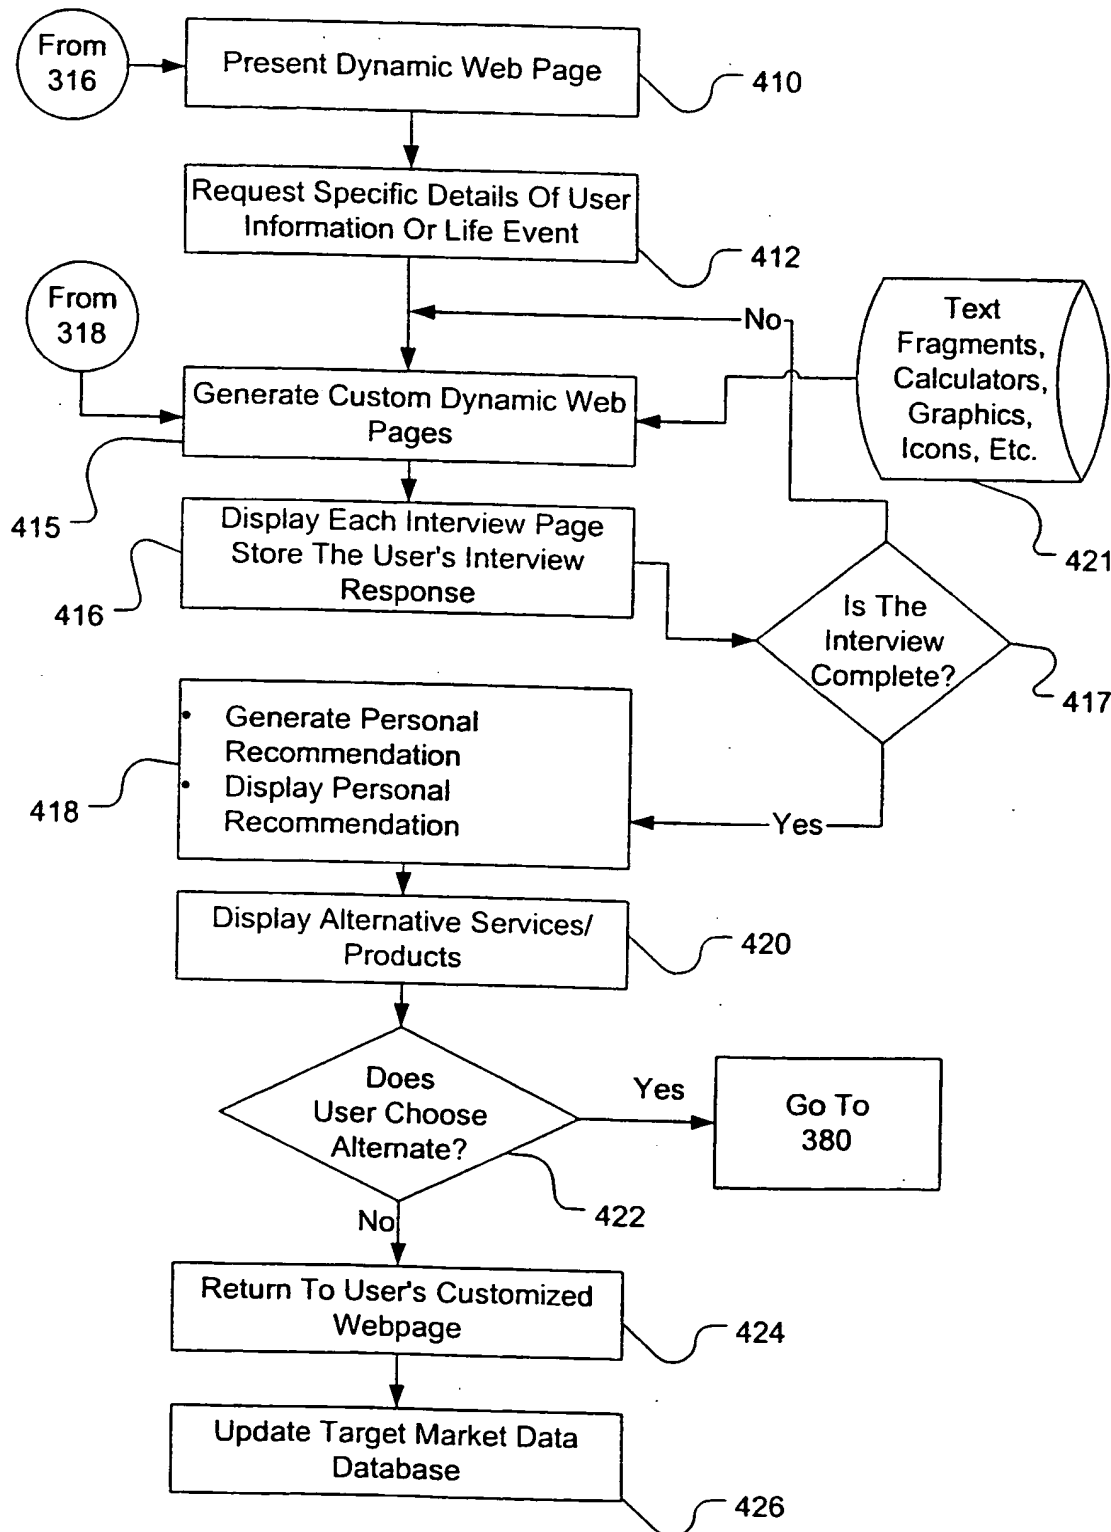 From
316
Present Dynamic Web Page
410
Request Specific Details Of User
Information Or Life Event
412
From
318
No
Text
Fragments,
Calculators,
Graphics,
Icons, Etc.
421
Generate Custom Dynamic Web
Pages
415
Display Each Interview Page
Store The User's Interview
Response
416
Is The
Interview
Complete?
417
• Generate Personal
Recommendation
• Display Personal
Recommendation
418
Yes
Display Alternative Services/
Products
420
Does
User Choose
Alternate?
422
Yes
Go To
380
No
Return To User's Customized
Webpage
424
Update Target Market Data
Database
426